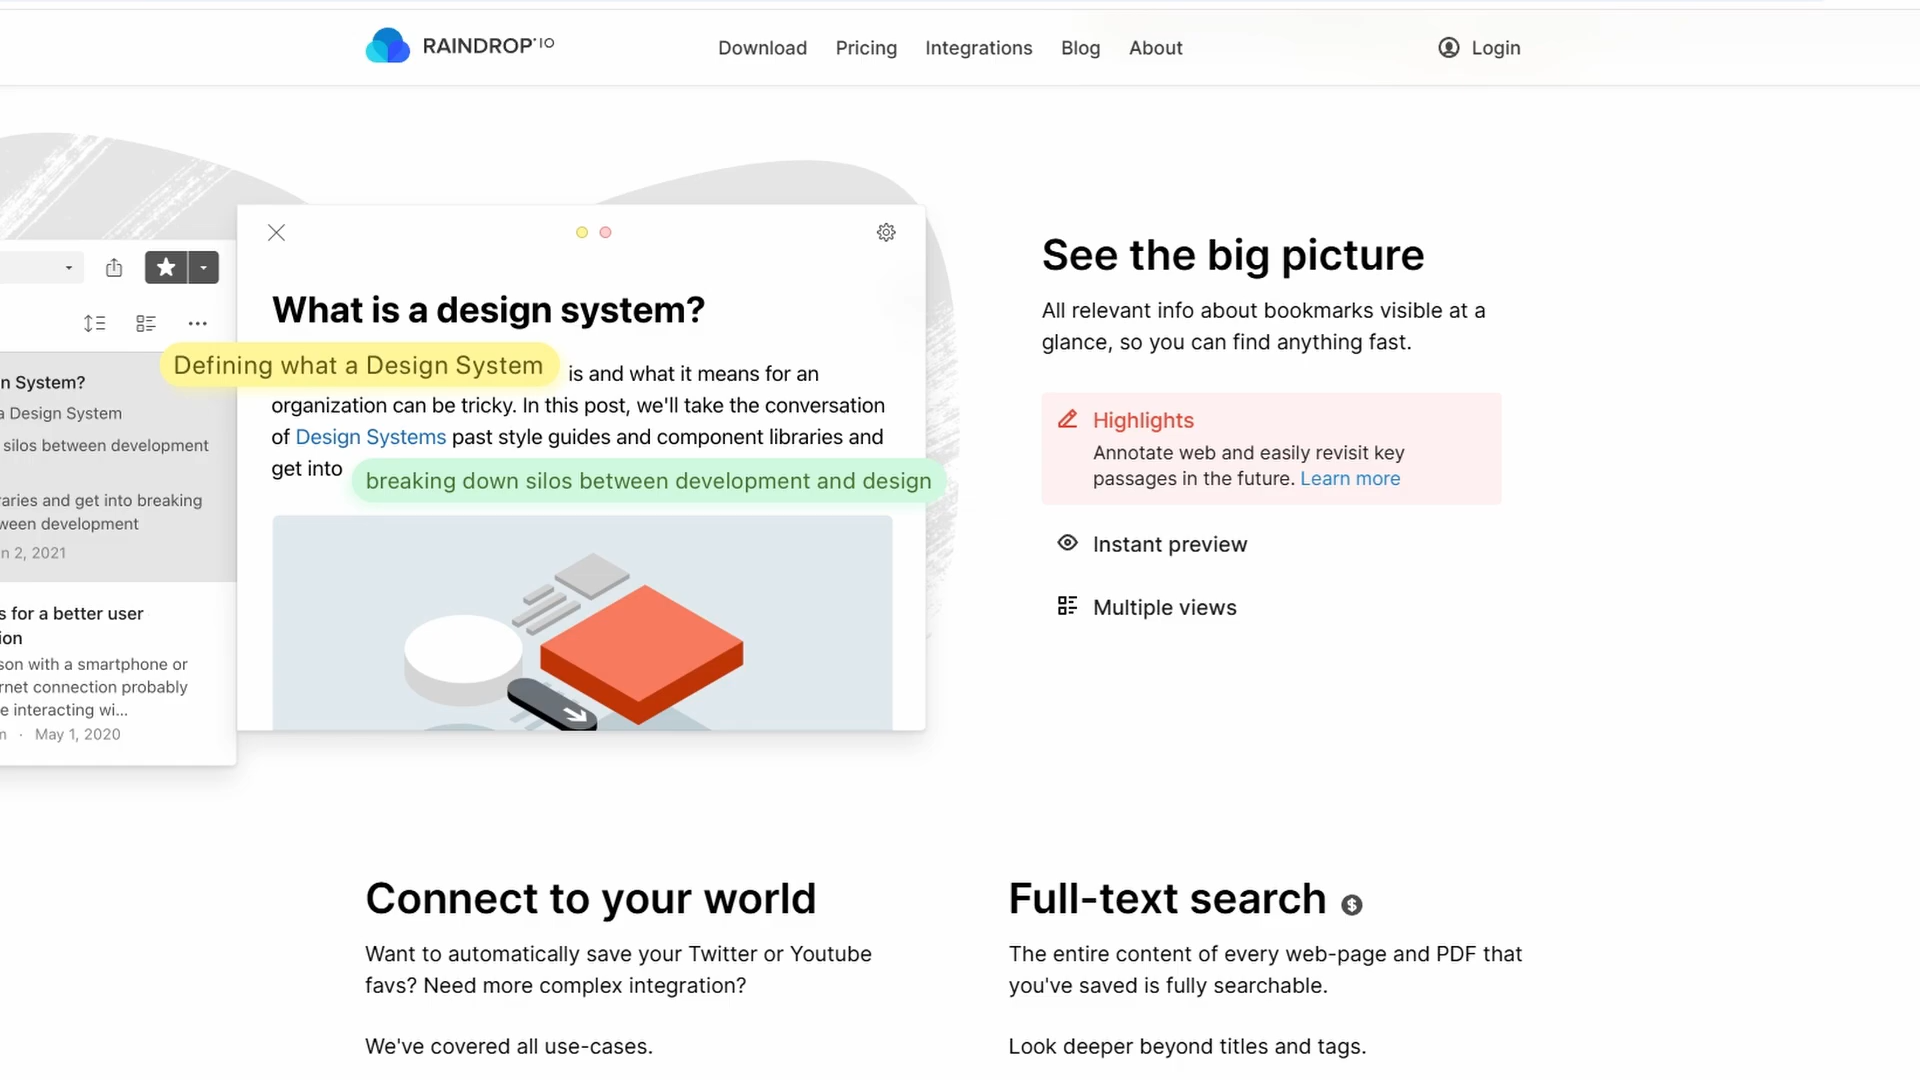 RAINDROP.IO
Download
Pricing
Integrations
Blog
About
Login
n System?
a Design System
silos between development
raries and get into breaking
ween development
n 2, 2021
s for a better user
ion
son with a smartphone or
rnet connection probably
e interacting wi...
m · May 1, 2020
What is a design system?
Defining what a Design System is and what it means for an
organization can be tricky. In this post, we'll take the conversation
of Design Systems past style guides and component libraries and
get into breaking down silos between development and design
See the big picture
All relevant info about bookmarks visible at a
glance, so you can find anything fast.
Highlights
Annotate web and easily revisit key
passages in the future. Learn more
Instant preview
Multiple views
Connect to your world
Want to automatically save your Twitter or Youtube
favs? Need more complex integration?
We've covered all use-cases.
Full-text search $
The entire content of every web-page and PDF that
you've saved is fully searchable.
Look deeper beyond titles and tags.